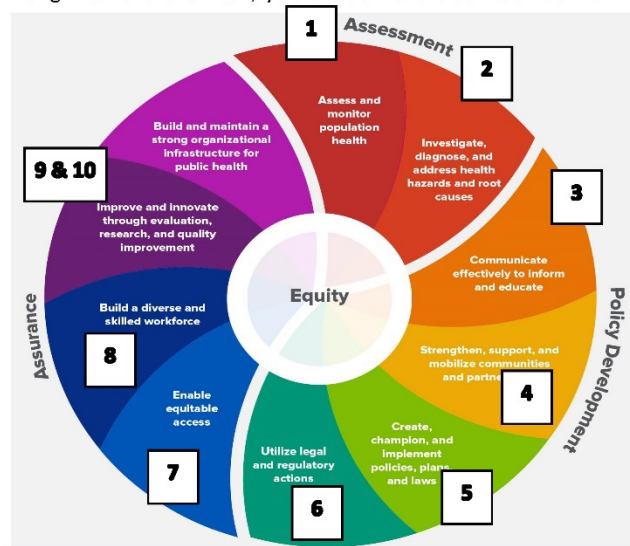 1
Assessment
2
Assess and
monitor
population
health
Investigate,
diagnose, and
address health
hazards and root
causes
3
Communicate
effectively to inform
and educate
Policy Development
Strengthen, support, and
mobilize communities
and
4
Create,
champion, and
implement
policies, plans,
and laws
5
Utilize legal
and regulatory
actions
6
Enable
equitable
access
7
Assurance
Build a diverse and
skilled workforce
8
9 & 10
Improve and innovate
through evaluation,
research, and quality
improvement
Build and maintain a
strong organizational
infrastructure for
public health
Equity